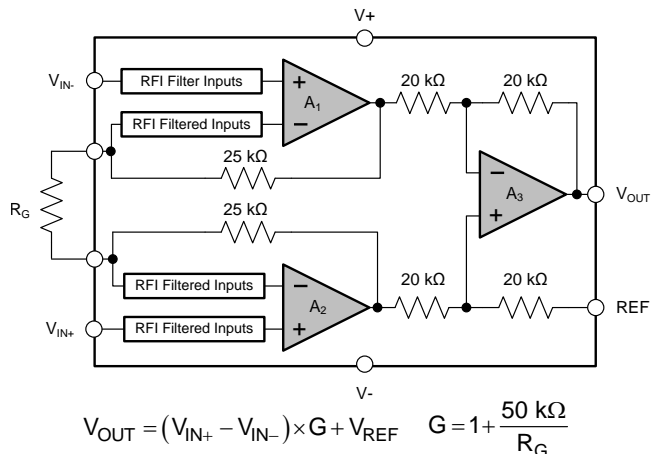 V+
20 kΩ 20 kΩ
V_IN- RFI Filter Inputs + A_1
RFI Filtered Inputs −
25 kΩ
R_G − A_3 V_OUT
25 kΩ +
RFI Filtered Inputs − 20 kΩ 20 kΩ
A_2 REF
V_IN+ RFI Filtered Inputs +
V-
V_OUT = (V_IN+ − V_IN−) × G + V_REF G = 1 + 50 kΩ / R_G